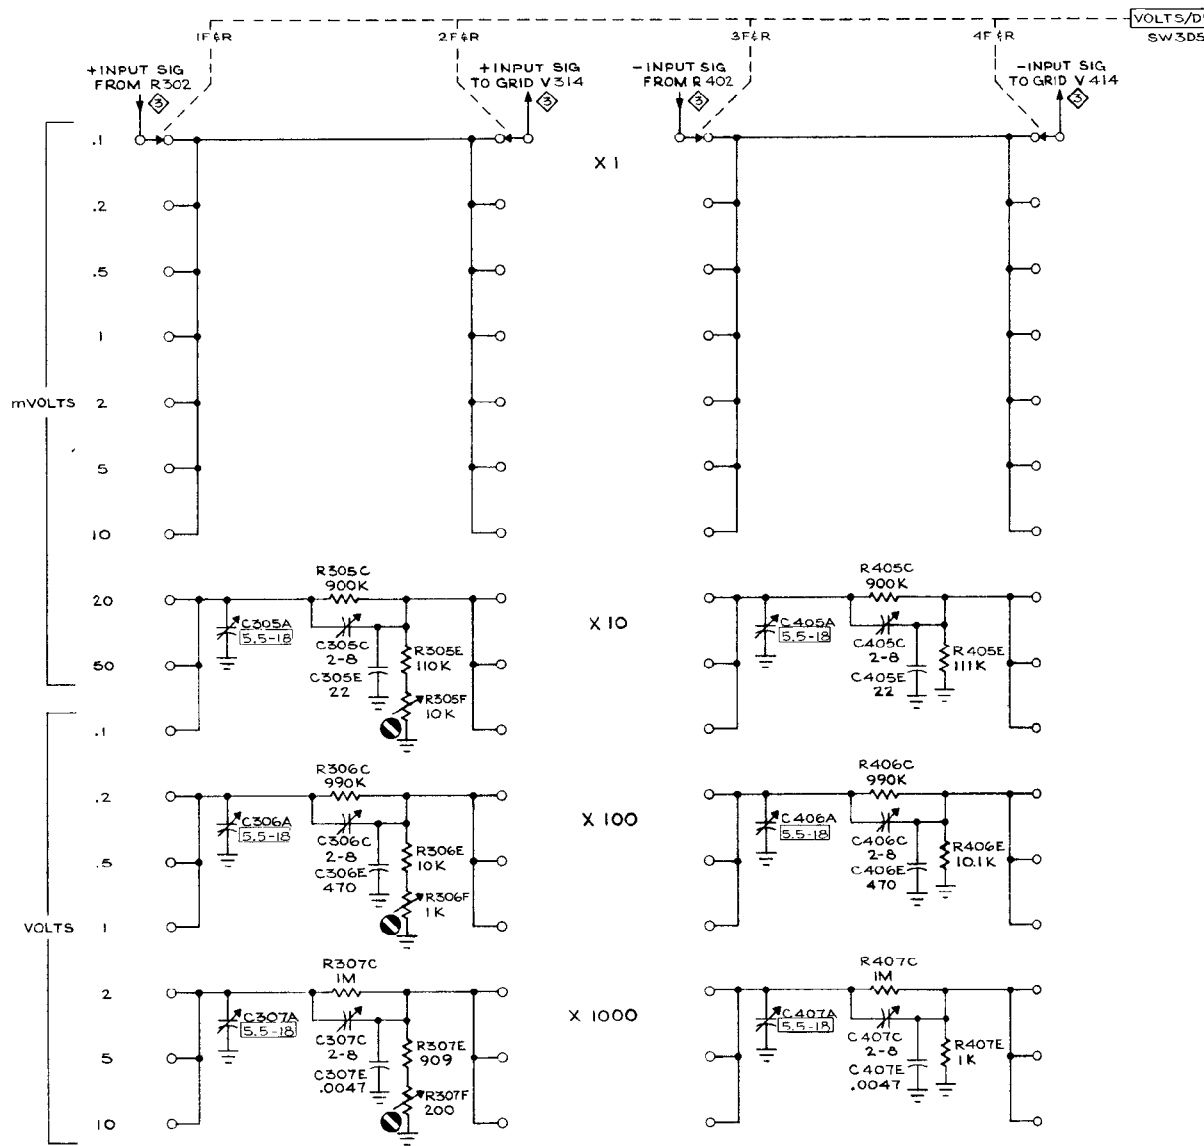 VOLTS/D
SW3D5
1F&R
2F&R
3F&R
4F&R
+INPUT SIG
FROM R302
3
+INPUT SIG
TO GRID V314
3
-INPUT SIG
FROM R402
3
-INPUT SIG
TO GRID V414
3
.1
X 1
.2
.5
1
mVOLTS
2
5
10
20
R305C
900K
C305A
5.5-18
C305C
2-8
C305E
22
R305E
110K
R305F
10K
X 10
R405C
900K
C405A
5.5-18
C405C
2-8
C405E
22
R405E
111K
50
.1
.2
R306C
990K
C306A
5.5-18
C306C
2-8
C306E
470
R306E
10K
R306F
1K
X 100
R406C
990K
C406A
5.5-18
C406C
2-8
C406E
470
R406E
10.1K
.5
VOLTS
1
2
R307C
1M
C307A
5.5-18
C307C
2-8
C307E
.0047
R307E
909
R307F
200
X 1000
R407C
1M
C407A
5.5-18
C407C
2-8
C407E
.0047
R407E
1K
5
10